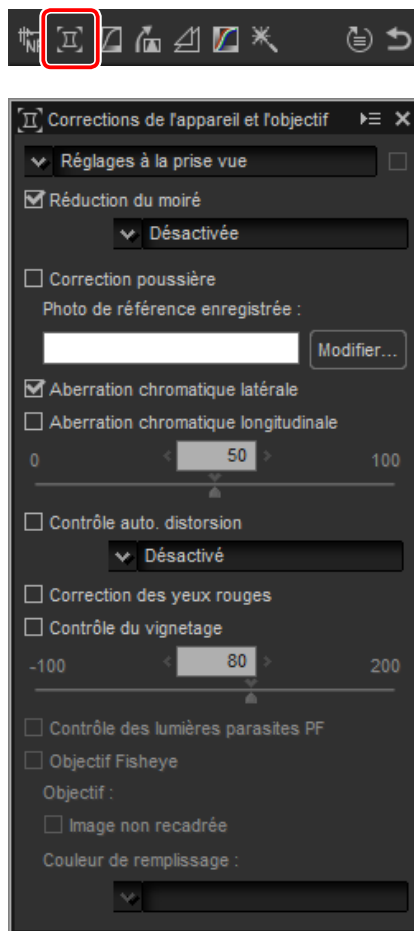 NR
Corrections de l'appareil et l'objectif
Réglages à la prise vue
Réduction du moiré
Désactivée
Correction poussière
Photo de référence enregistrée :
Modifier...
Aberration chromatique latérale
Aberration chromatique longitudinale
0 50 100
Contrôle auto. distorsion
Désactivé
Correction des yeux rouges
Contrôle du vignetage
-100 80 200
Contrôle des lumières parasites PF
Objectif Fisheye
Objectif :
Image non recadrée
Couleur de remplissage :